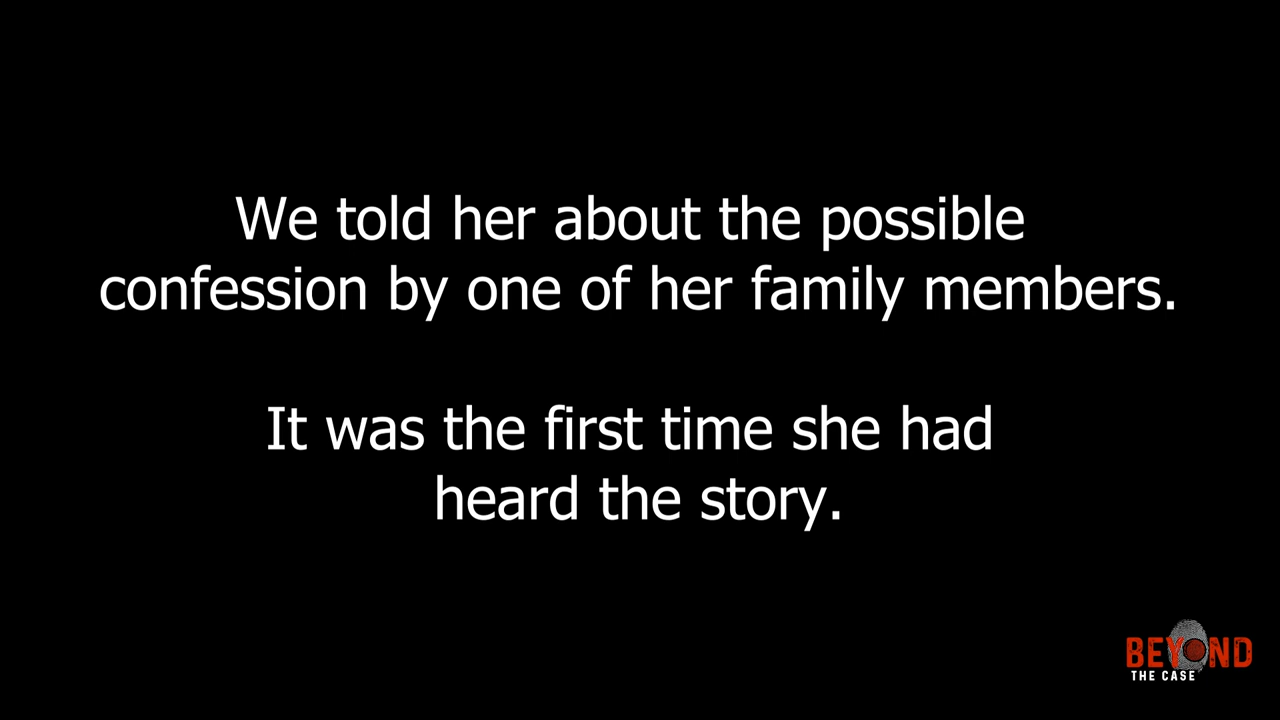 We told her about the possible
confession by one of her family members.
It was the first time she had
heard the story.
BEYOND
THE CASE